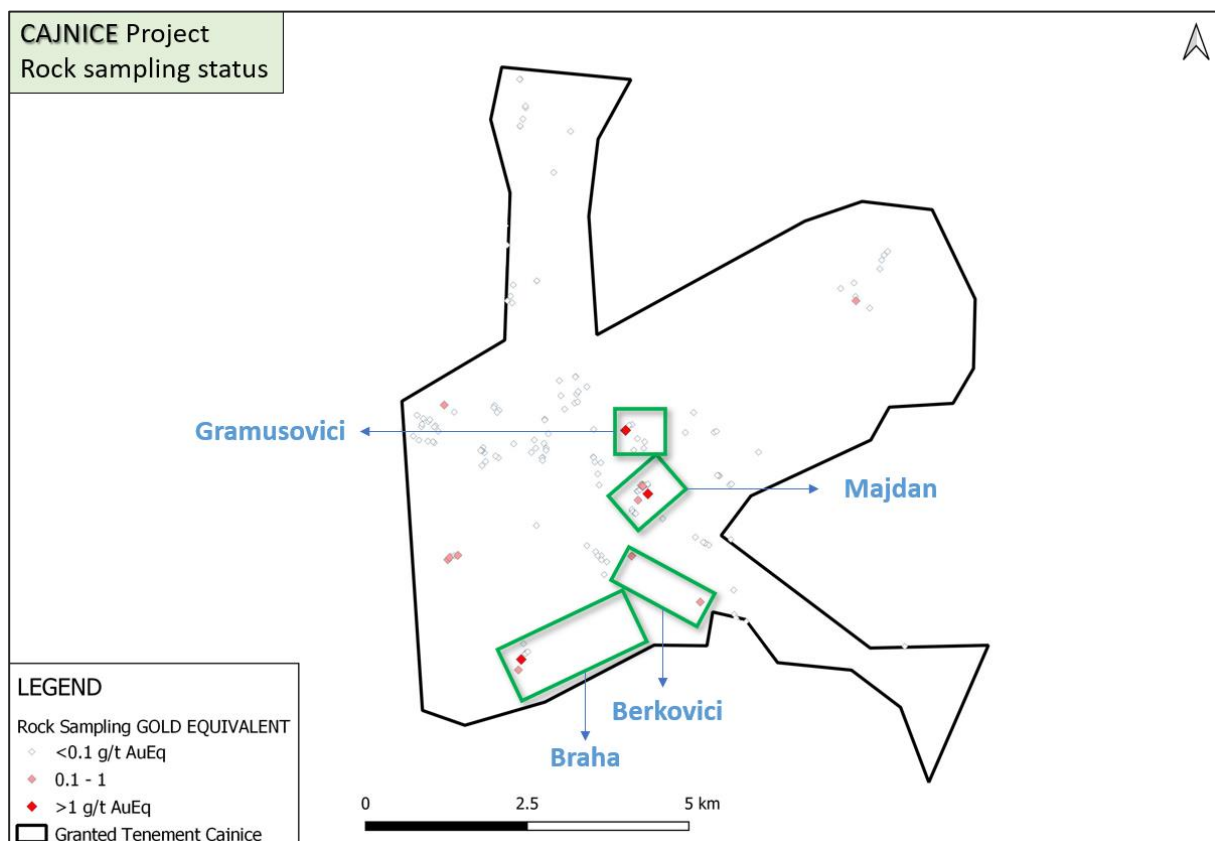 CAJNICE Project
Rock sampling status
Gramusovici
Majdan
Berkovici
Braha
LEGEND
Rock Sampling GOLD EQUIVALENT
<0.1 g/t AuEq
0.1 - 1
>1 g/t AuEq
Granted Tenement Cajnice
0 2.5 5 km